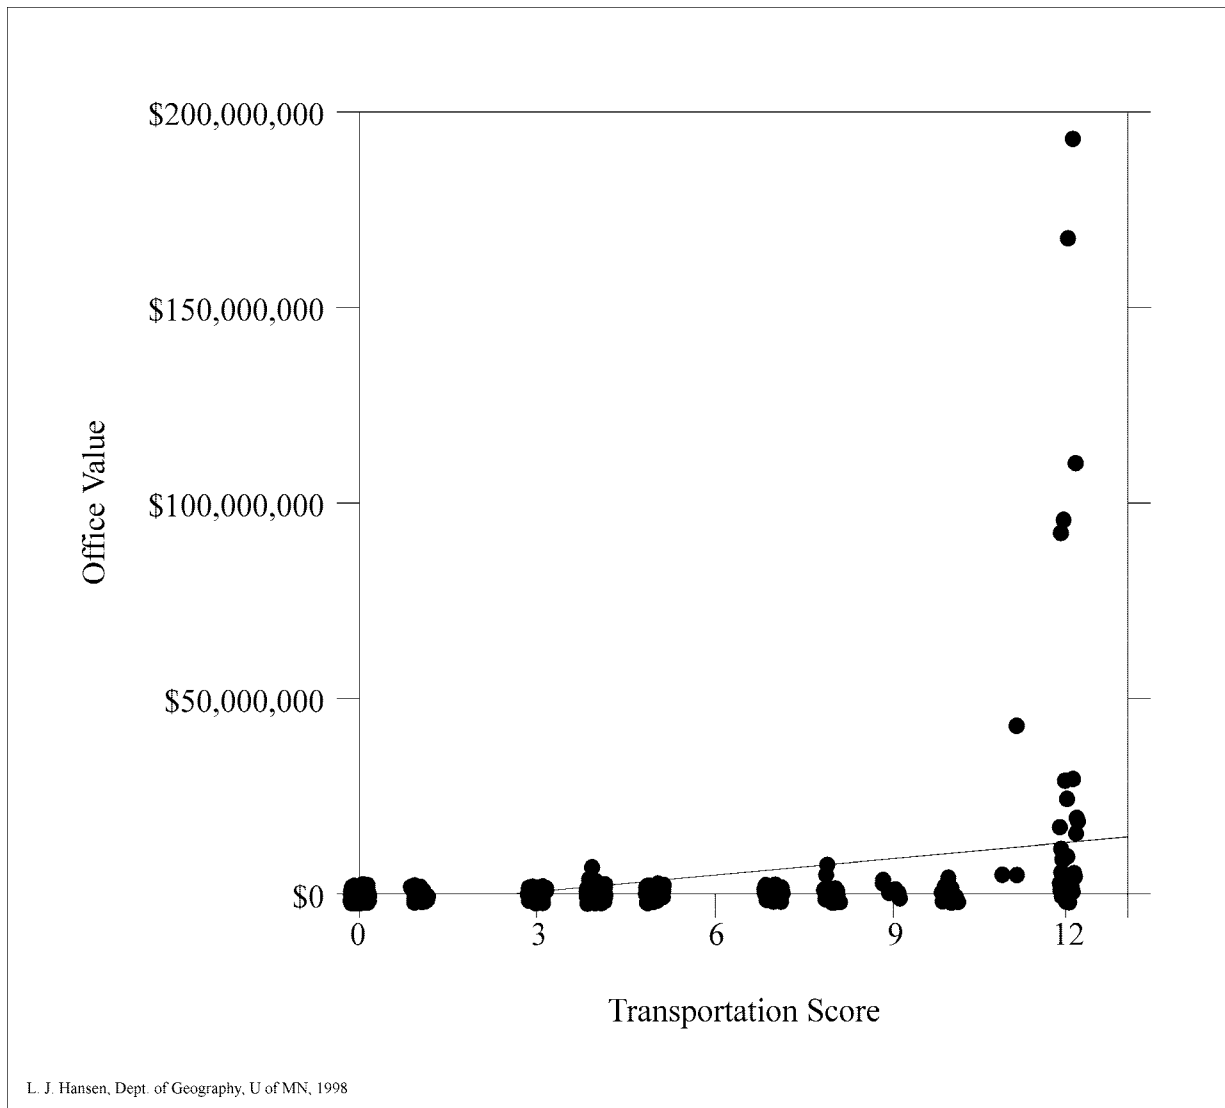 $200,000,000
$150,000,000
$100,000,000
$50,000,000
$0
Office Value
0 3 6 9 12
Transportation Score
L. J. Hansen, Dept. of Geography, U of MN, 1998